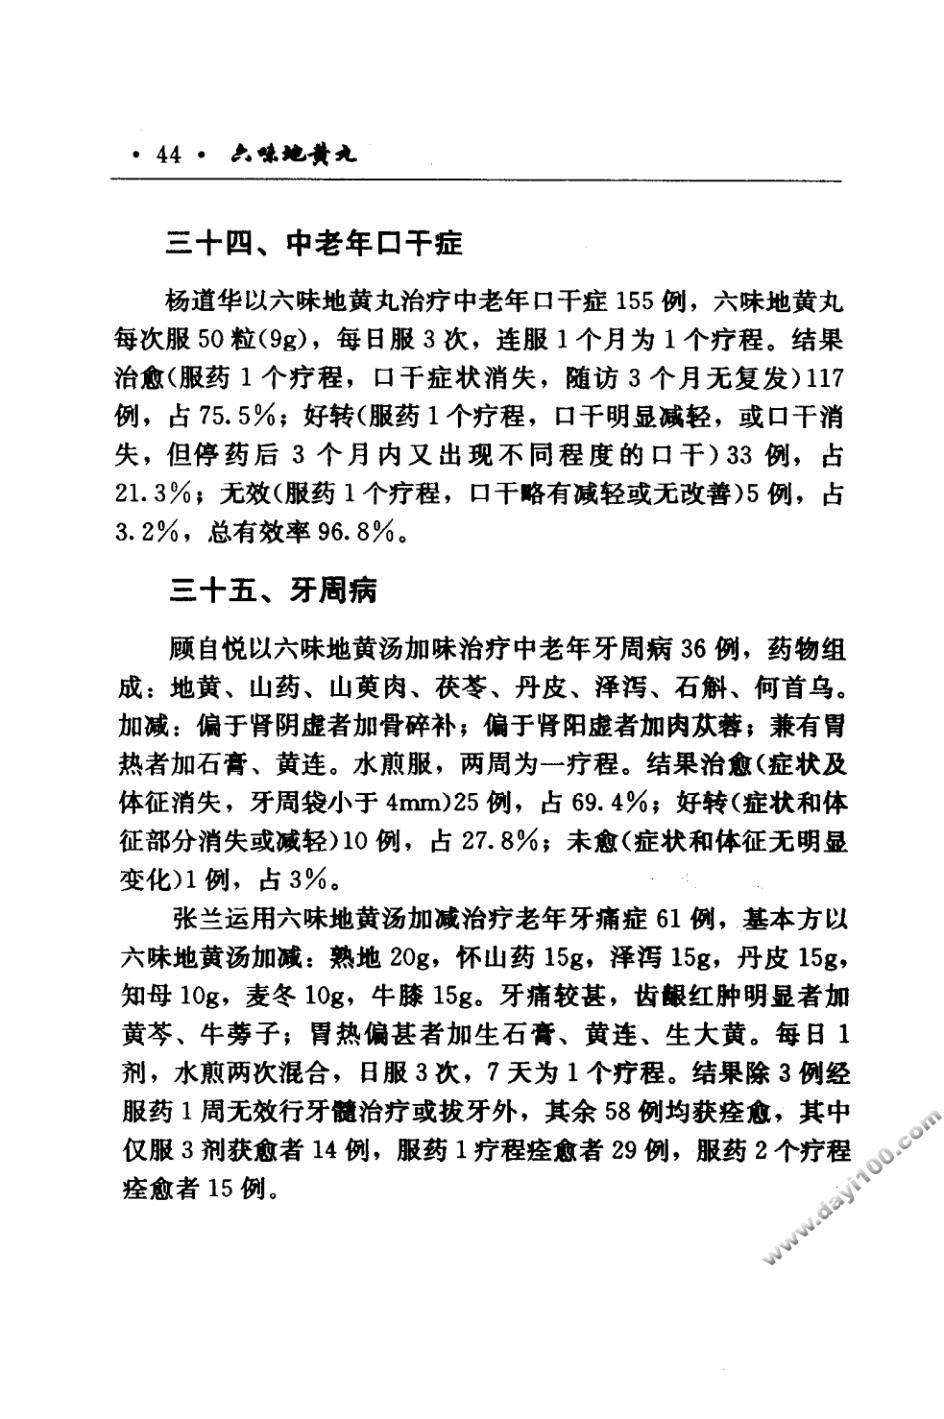 · 44 · 六味地黄丸
三十四、中老年口干症
杨道华以六味地黄丸治疗中老年口干症 155 例，六味地黄丸
每次服 50 粒(9g)，每日服 3 次，连服 1 个月为 1 个疗程。结果
治愈(服药 1 个疗程，口干症状消失，随访 3 个月无复发)117
例，占 75.5%；好转(服药 1 个疗程，口干明显减轻，或口干消
失，但停药后 3 个月内又出现不同程度的口干)33 例，占
21.3%；无效(服药 1 个疗程，口干略有减轻或无改善)5 例，占
3.2%，总有效率 96.8%。
三十五、牙周病
顾自悦以六味地黄汤加味治疗中老年牙周病 36 例，药物组
成：地黄、山药、山萸肉、茯苓、丹皮、泽泻、石斛、何首乌。
加减：偏于肾阴虚者加骨碎补；偏于肾阳虚者加肉苁蓉；兼有胃
热者加石膏、黄连。水煎服，两周为一疗程。结果治愈(症状及
体征消失，牙周袋小于 4mm)25 例，占 69.4%；好转(症状和体
征部分消失或减轻)10 例，占 27.8%；未愈(症状和体征无明显
变化)1 例，占 3%。
张兰运用六味地黄汤加减治疗老年牙痛症 61 例，基本方以
六味地黄汤加减：熟地 20g，怀山药 15g，泽泻 15g，丹皮 15g，
知母 10g，麦冬 10g，牛膝 15g。牙痛较甚，齿龈红肿明显者加
黄芩、牛蒡子；胃热偏甚者加生石膏、黄连、生大黄。每日 1
剂，水煎两次混合，日服 3 次，7 天为 1 个疗程。结果除 3 例经
服药 1 周无效行牙髓治疗或拔牙外，其余 58 例均获痊愈，其中
仅服 3 剂获愈者 14 例，服药 1 疗程痊愈者 29 例，服药 2 个疗程
痊愈者 15 例。
www.dayi100.com